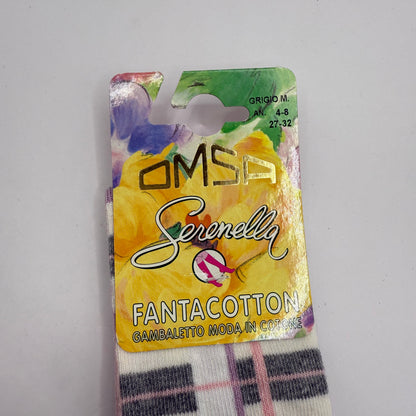 GRIGIO M.
AN. 4-8
27-32
OMSA
Serenella
FANTACOTTON
GAMBALETTO MODA IN COTONE